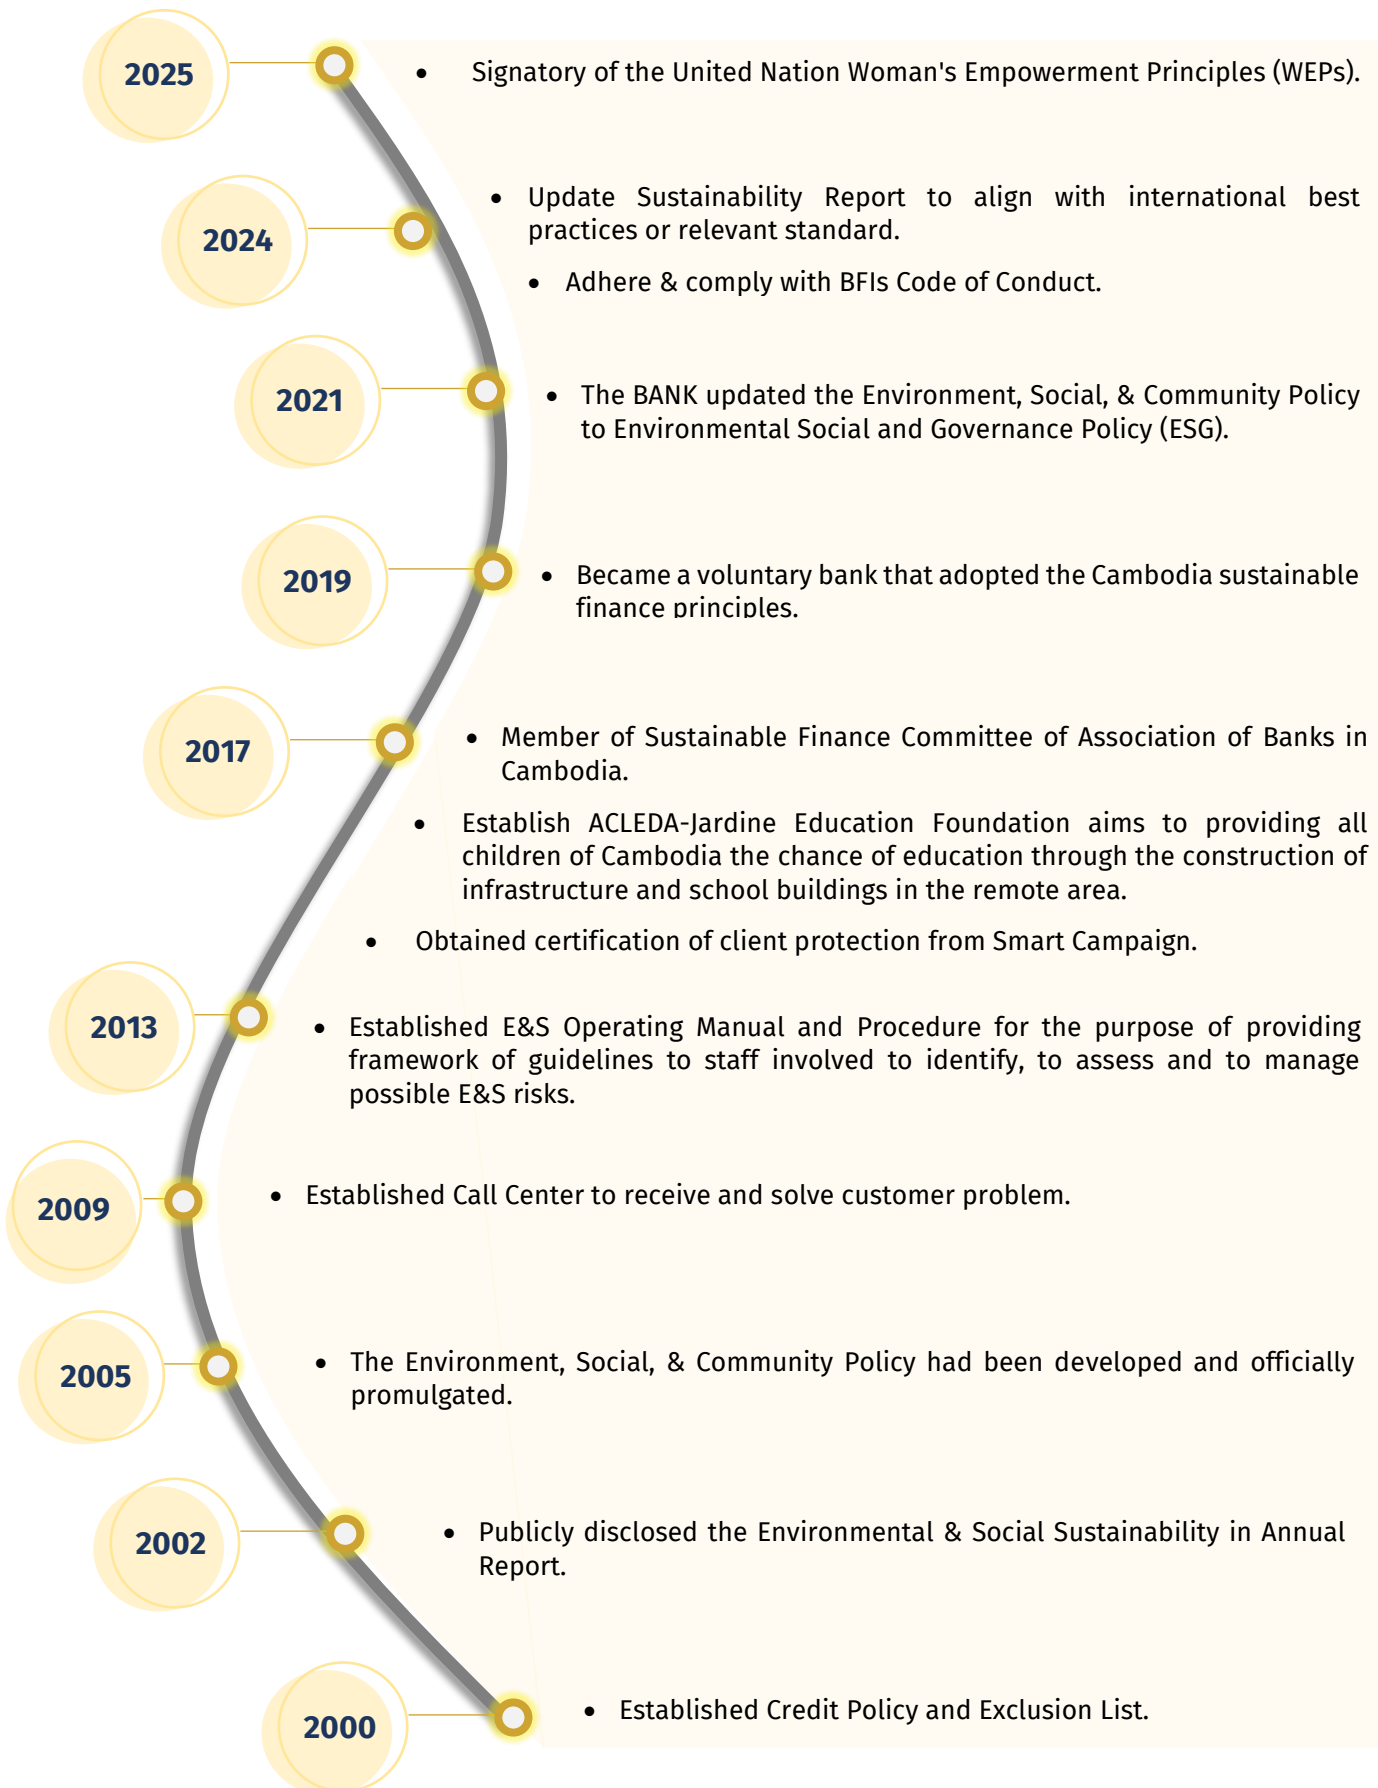 2025
• Signatory of the United Nation Woman's Empowerment Principles (WEPs).
2024
• Update Sustainability Report to align with international best
practices or relevant standard.
• Adhere & comply with BFIs Code of Conduct.
2021
• The BANK updated the Environment, Social, & Community Policy
to Environmental Social and Governance Policy (ESG).
2019
• Became a voluntary bank that adopted the Cambodia sustainable
finance principles.
2017
• Member of Sustainable Finance Committee of Association of Banks in
Cambodia.
• Establish ACLEDA-Jardine Education Foundation aims to providing all
children of Cambodia the chance of education through the construction of
infrastructure and school buildings in the remote area.
• Obtained certification of client protection from Smart Campaign.
2013
• Established E&S Operating Manual and Procedure for the purpose of providing
framework of guidelines to staff involved to identify, to assess and to manage
possible E&S risks.
2009
• Established Call Center to receive and solve customer problem.
2005
• The Environment, Social, & Community Policy had been developed and officially
promulgated.
2002
• Publicly disclosed the Environmental & Social Sustainability in Annual
Report.
2000
• Established Credit Policy and Exclusion List.